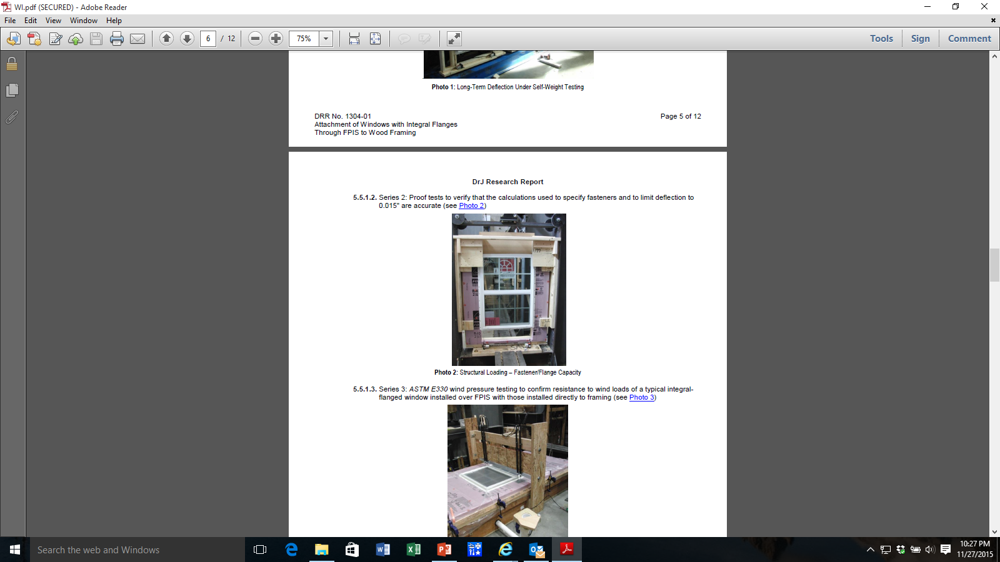 WI.pdf (SECURED) - Adobe Reader
File Edit View Window Help
6 / 12 75% Tools Sign Comment
Photo 1: Long-Term Deflection Under Self-Weight Testing
DRR No. 1304-01 Page 5 of 12
Attachment of Windows with Integral Flanges
Through FPIS to Wood Framing
DrJ Research Report
5.5.1.2. Series 2: Proof tests to verify that the calculations used to specify fasteners and to limit deflection to
0.015" are accurate (see Photo 2)
Photo 2: Structural Loading – Fastener/Flange Capacity
5.5.1.3. Series 3: ASTM E330 wind pressure testing to confirm resistance to wind loads of a typical integral-
flanged window installed over FPIS with those installed directly to framing (see Photo 3)
Search the web and Windows
10:27 PM
11/27/2015